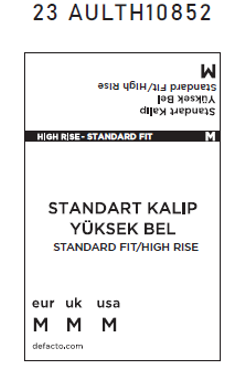 23 AULTH10852
M
Standard Fit/High Rise
Yüksek Bel
Standart Kalıp
HIGH RISE - STANDARD FIT M
STANDART KALIP
YÜKSEK BEL
STANDARD FIT/HIGH RISE
eur uk usa
M M M
defacto.com